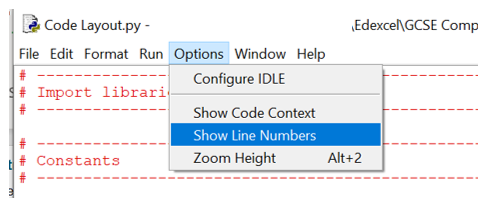 Code Layout.py - \Edexcel\GCSE Comp
File Edit Format Run Options Window Help
Configure IDLE
Show Code Context
Show Line Numbers
Zoom Height Alt+2
# --------------------
# Import librari
# --------------------
# --------------------
# Constants
# --------------------